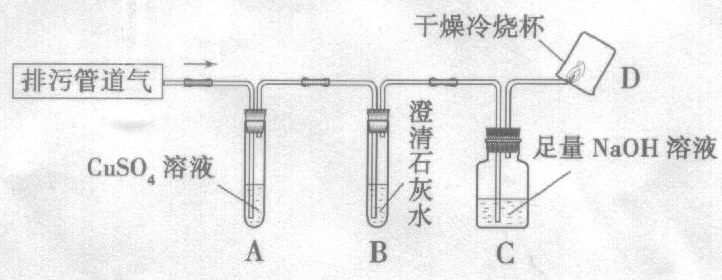 干燥冷烧杯
D
排污管道气
CuSO₄ 溶液
澄清石灰水
足量 NaOH 溶液
A
B
C